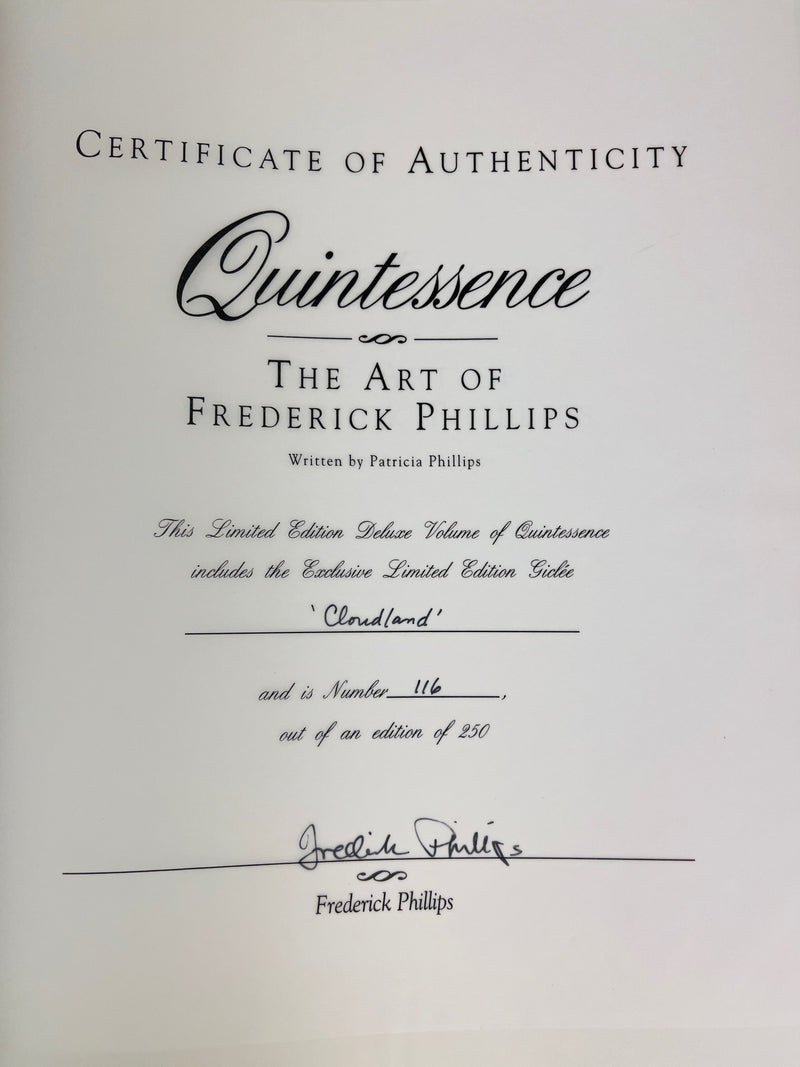 CERTIFICATE OF AUTHENTICITY
Quintessence
THE ART OF
FREDERICK PHILLIPS
Written by Patricia Phillips
This Limited Edition Deluxe Volume of Quintessence
includes the Exclusive Limited Edition Giclée
'Cloudland'
and is Number 116,
out of an edition of 250
Fredrick Phillips
Frederick Phillips